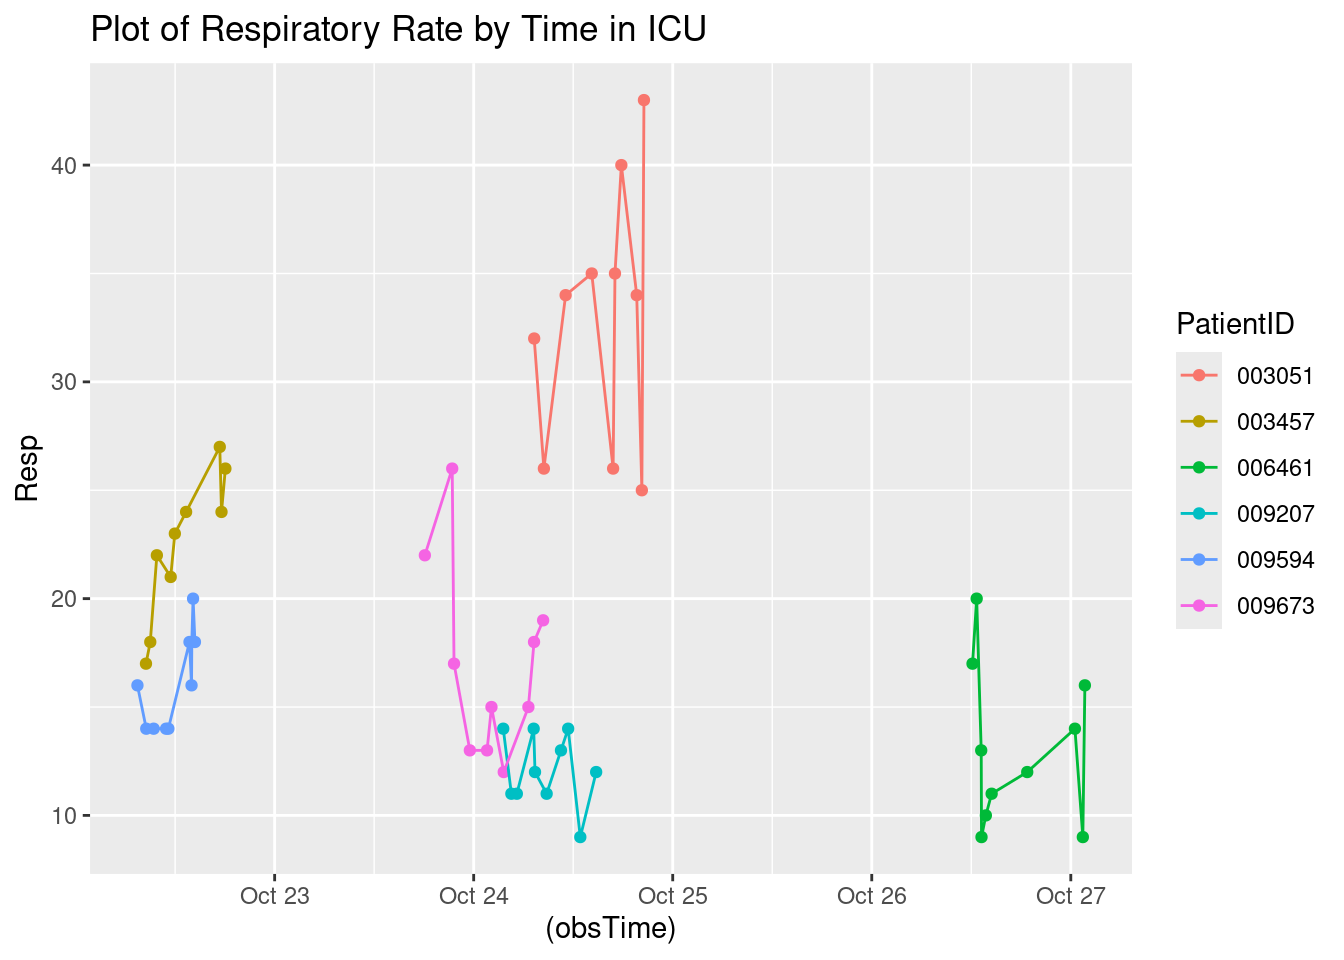 Plot of Respiratory Rate by Time in ICU
40
30
20
10
Resp
Oct 23
Oct 24
Oct 25
Oct 26
Oct 27
(obsTime)
PatientID
003051
003457
006461
009207
009594
009673